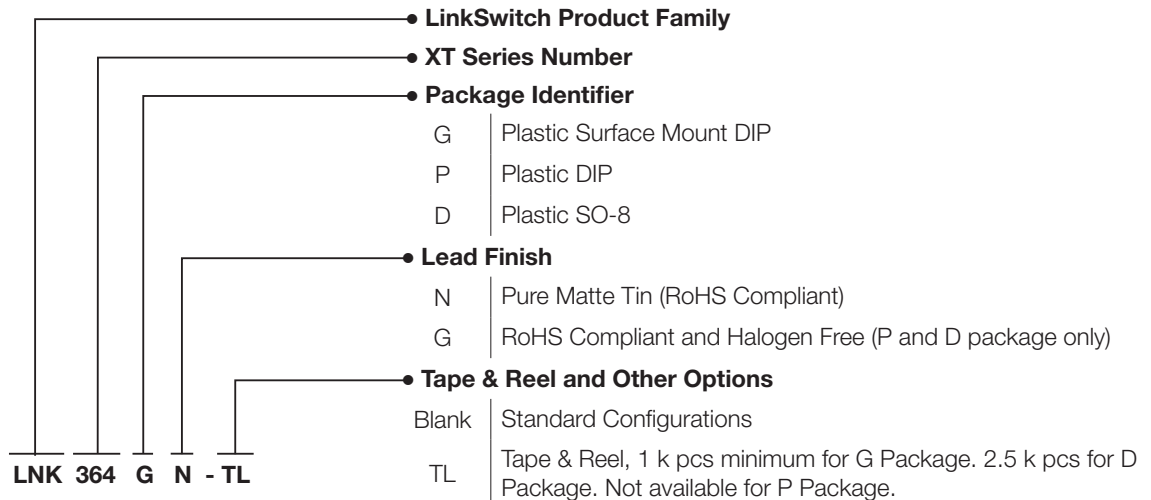 LinkSwitch Product Family
XT Series Number
Package Identifier
G Plastic Surface Mount DIP
P Plastic DIP
D Plastic SO-8
Lead Finish
N Pure Matte Tin (RoHS Compliant)
G RoHS Compliant and Halogen Free (P and D package only)
Tape & Reel and Other Options
Blank Standard Configurations
TL Tape & Reel, 1 k pcs minimum for G Package. 2.5 k pcs for D
Package. Not available for P Package.
LNK 364 G N - TL